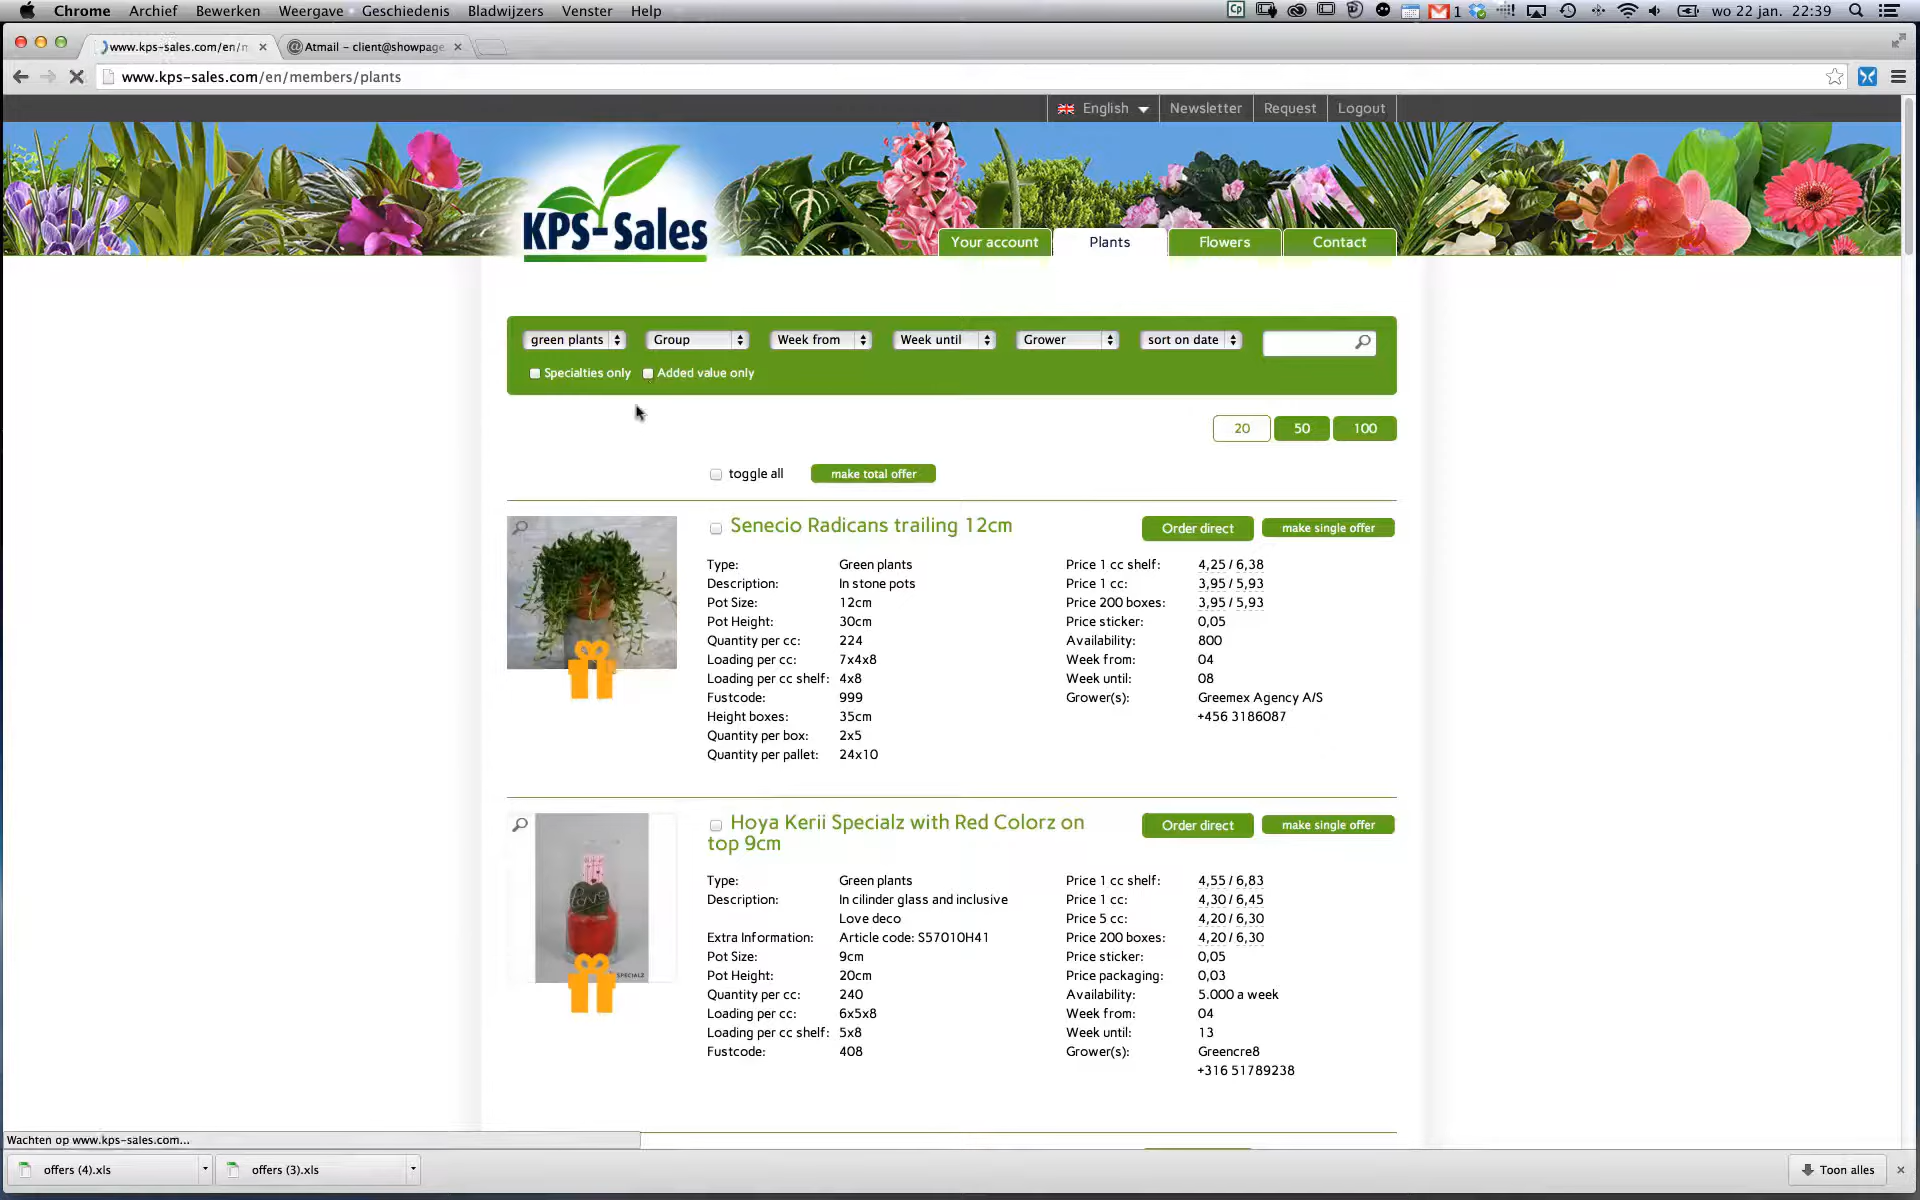 Chrome Archief Bewerken Weergave Geschiedenis Bladwijzers Venster Help 1 wo 22 jan. 22:39
www.kps-sales.com/en/m Atmail – client@showpage
www.kps-sales.com/en/members/plants
English Newsletter Request Logout
KPS-Sales
Your account Plants Flowers Contact
green plants Group Week from Week until Grower sort on date
Specialties only Added value only
20 50 100
toggle all make total offer
Senecio Radicans trailing 12cm Order direct make single offer
Type: Green plants Price 1 cc shelf: 4,25 / 6,38
Description: In stone pots Price 1 cc: 3,95 / 5,93
Pot Size: 12cm Price 200 boxes: 3,95 / 5,93
Pot Height: 30cm Price sticker: 0,05
Quantity per cc: 224 Availability: 800
Loading per cc: 7x4x8 Week from: 04
Loading per cc shelf: 4x8 Week until: 08
Fustcode: 999 Grower(s): Greemex Agency A/S
Height boxes: 35cm +456 3186087
Quantity per box: 2x5
Quantity per pallet: 24x10
Hoya Kerii Specialz with Red Colorz on Order direct make single offer
top 9cm
Type: Green plants Price 1 cc shelf: 4,55 / 6,83
Description: In cilinder glass and inclusive Price 1 cc: 4,30 / 6,45
Love deco Price 5 cc: 4,20 / 6,30
Extra Information: Article code: S57010H41 Price 200 boxes: 4,20 / 6,30
Pot Size: 9cm Price sticker: 0,05
Pot Height: 20cm Price packaging: 0,03
Quantity per cc: 240 Availability: 5.000 a week
Loading per cc: 6x5x8 Week from: 04
Loading per cc shelf: 5x8 Week until: 13
Fustcode: 408 Grower(s): Greencre8
+316 51789238
Love
SPECIALZ
Wachten op www.kps-sales.com...
offers (4).xls offers (3).xls Toon alles